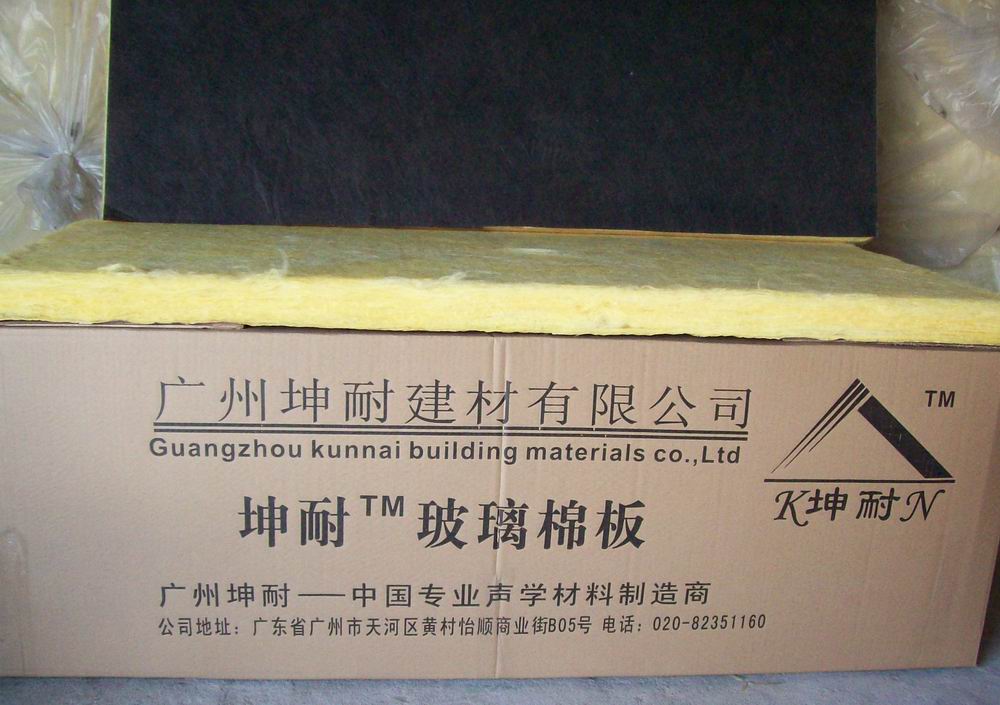 广州坤耐建材有限公司
Guangzhou kunnai building materials co.,Ltd
TM
K坤耐N
坤耐TM玻璃棉板
广州坤耐——中国专业声学材料制造商
公司地址：广东省广州市天河区黄村怡顺商业街B05号 电话：020-82351160